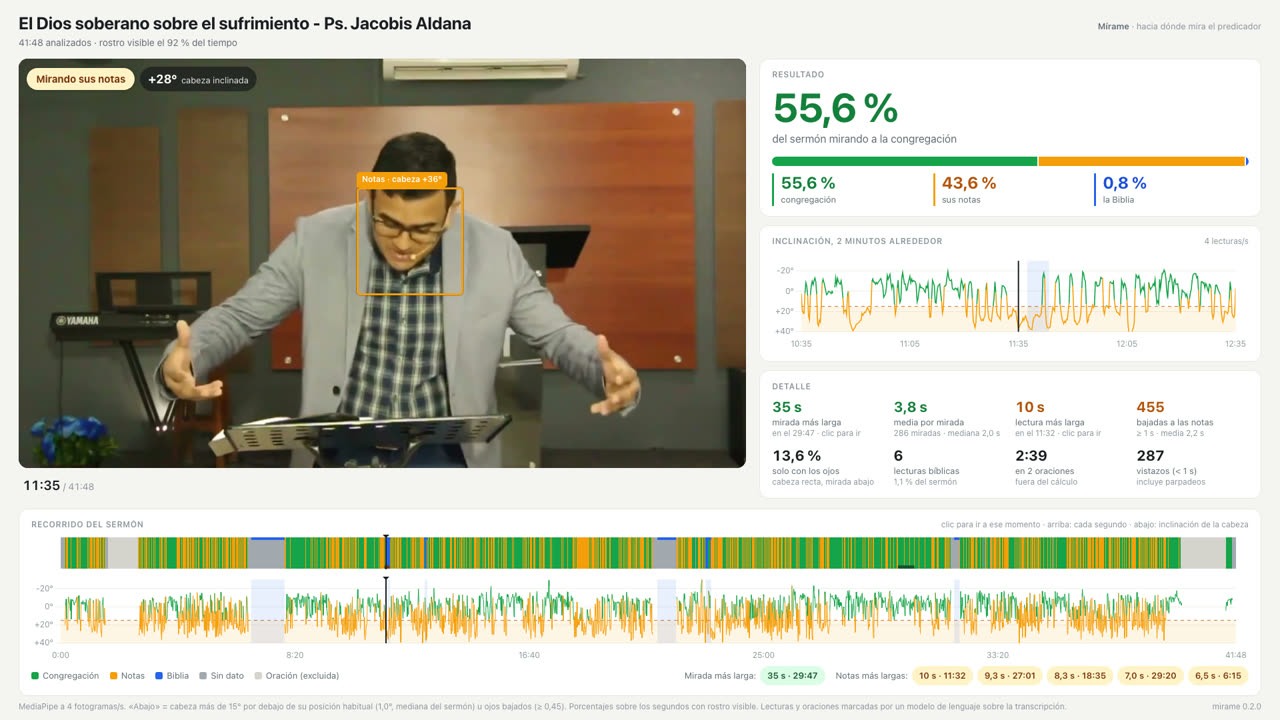 El Dios soberano sobre el sufrimiento - Ps. Jacobis Aldana
41:48 analizados · rostro visible el 92 % del tiempo
Mírame · hacia dónde mira el predicador
Mirando sus notas
+28° cabeza inclinada
Notas · cabeza +36°
YAMAHA
11:35 / 41:48
RESULTADO
55,6 %
del sermón mirando a la congregación
55,6 %
congregación
43,6 %
sus notas
0,8 %
la Biblia
INCLINACIÓN, 2 MINUTOS ALREDEDOR
4 lecturas/s
-20°
0°
+20°
+40°
10:35
11:05
11:35
12:05
12:35
DETALLE
35 s
mirada más larga
en el 29:47 · clic para ir
3,8 s
media por mirada
286 miradas · mediana 2,0 s
10 s
lectura más larga
en el 11:32 · clic para ir
455
bajadas a las notas
≥ 1 s · media 2,2 s
13,6 %
solo con los ojos
cabeza recta, mirada abajo
6
lecturas bíblicas
1,1 % del sermón
2:39
en 2 oraciones
fuera del cálculo
287
vistazos (< 1 s)
incluye parpadeos
RECORRIDO DEL SERMÓN
clic para ir a ese momento · arriba: cada segundo · abajo: inclinación de la cabeza
-20°
0°
+20°
+40°
0:00
8:20
16:40
25:00
33:20
41:48
Congregación
Notas
Biblia
Sin dato
Oración (excluida)
Mirada más larga:
35 s · 29:47
Notas más largas:
10 s · 11:32
9,3 s · 27:01
8,3 s · 18:35
7,0 s · 29:20
6,5 s · 6:15
MediaPipe a 4 fotogramas/s. «Abajo» = cabeza más de 15° por debajo de su posición habitual (1,0°, mediana del sermón) u ojos bajados (≥ 0,45). Porcentajes sobre los segundos con rostro visible. Lecturas y oraciones marcadas por un modelo de lenguaje sobre la transcripción.
mirame 0.2.0